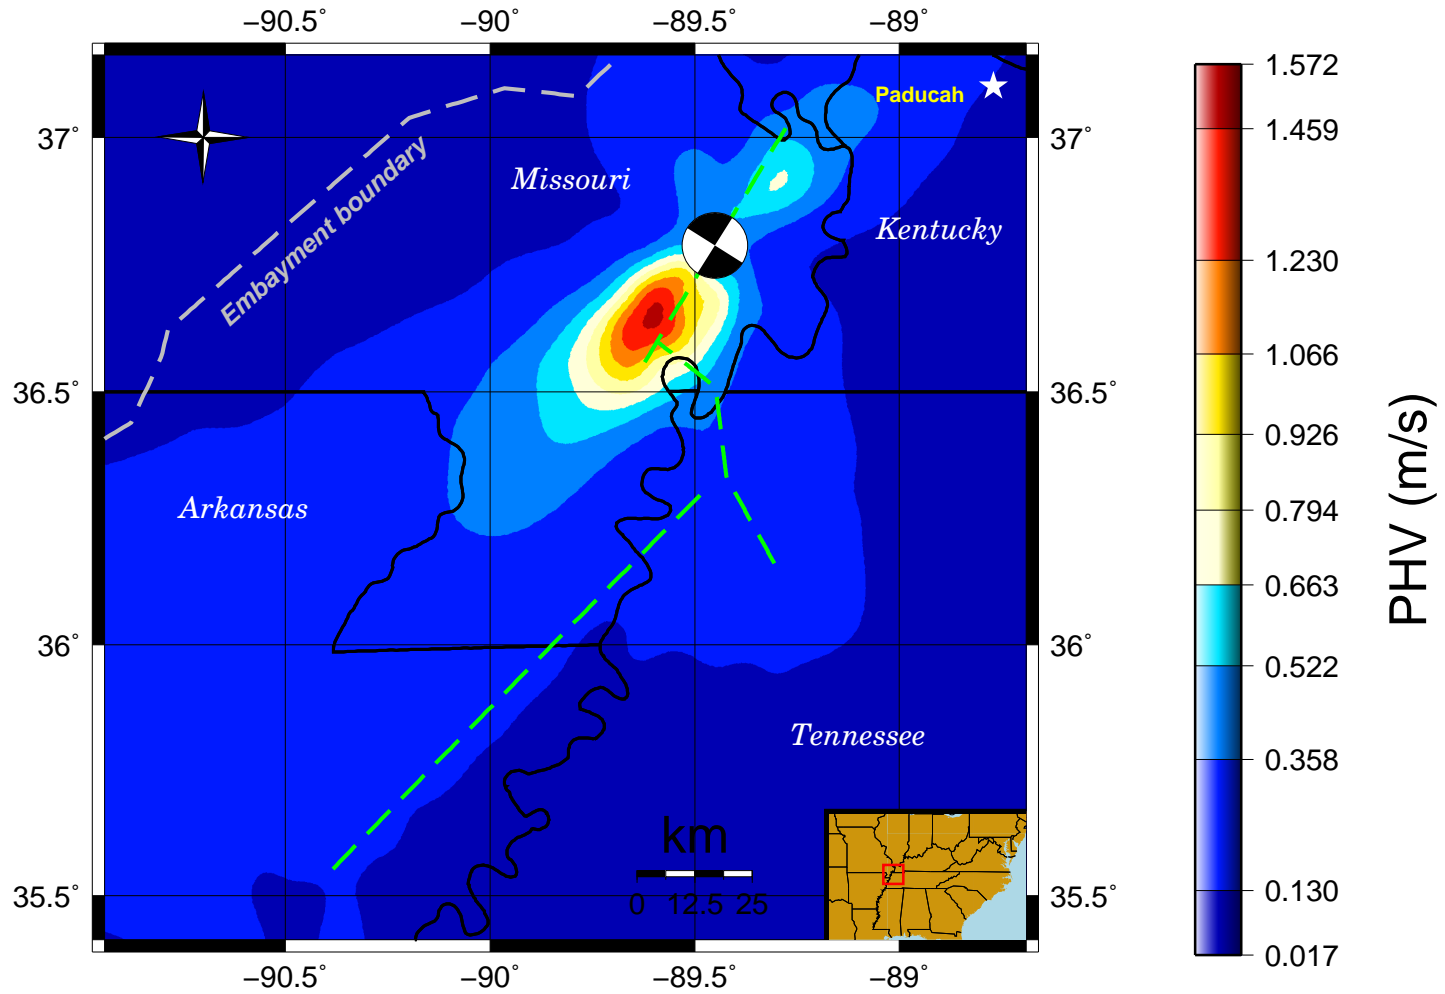 −90.5˚ −90˚ −89.5˚ −89˚
37˚
36.5˚
36˚
35.5˚
37˚
36.5˚
36˚
35.5˚
−90.5˚ −90˚ −89.5˚ −89˚
Paducah
Embayment boundary
Missouri
Kentucky
Arkansas
Tennessee
km
0 12.5 25
1.572
1.459
1.230
1.066
0.926
0.794
0.663
0.522
0.358
0.130
0.017
PHV (m/s)